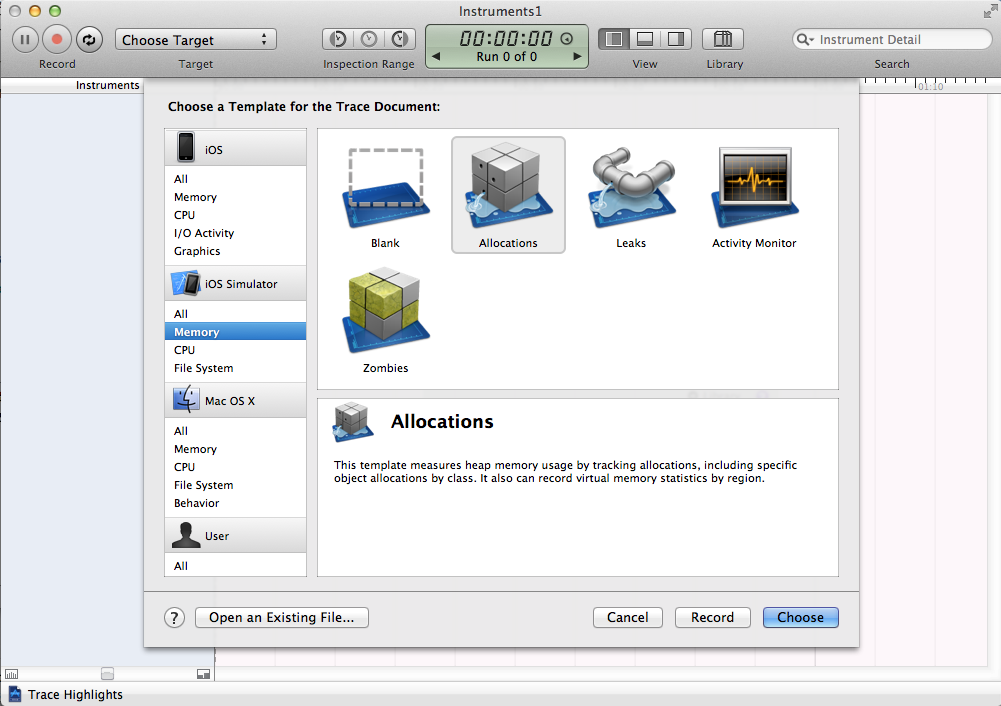 Instruments1
Choose Target
00:00:00
Run 0 of 0
Instrument Detail
Record
Target
Inspection Range
View
Library
Search
Instruments
01:10
Choose a Template for the Trace Document:
iOS
All
Memory
CPU
I/O Activity
Graphics
iOS Simulator
All
Memory
CPU
File System
Mac OS X
All
Memory
CPU
File System
Behavior
User
All
Blank
Allocations
Leaks
Activity Monitor
Zombies
Allocations
This template measures heap memory usage by tracking allocations, including specific
object allocations by class. It also can record virtual memory statistics by region.
?
Open an Existing File...
Cancel
Record
Choose
Trace Highlights